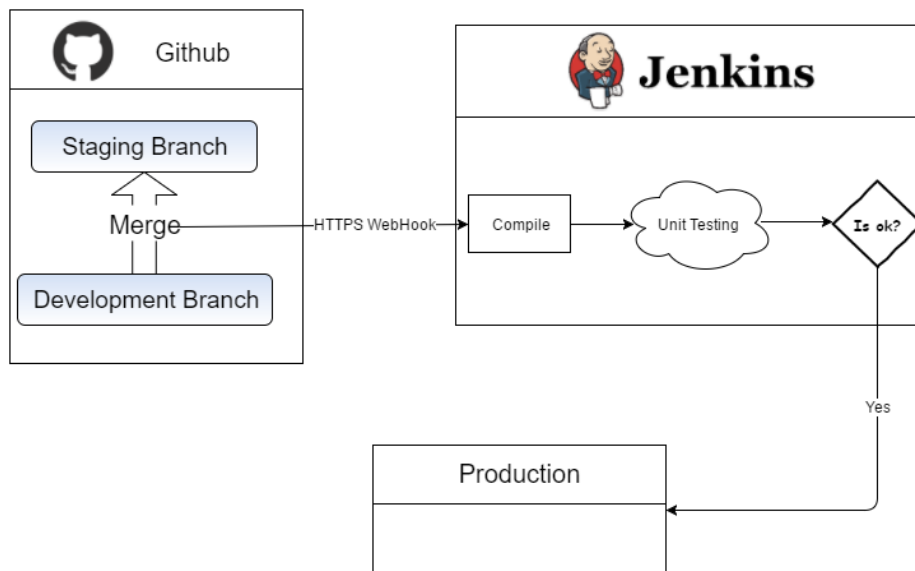 Github
Jenkins
Staging Branch
Merge
HTTPS WebHook
Compile
Unit Testing
Is ok?
Development Branch
Yes
Production